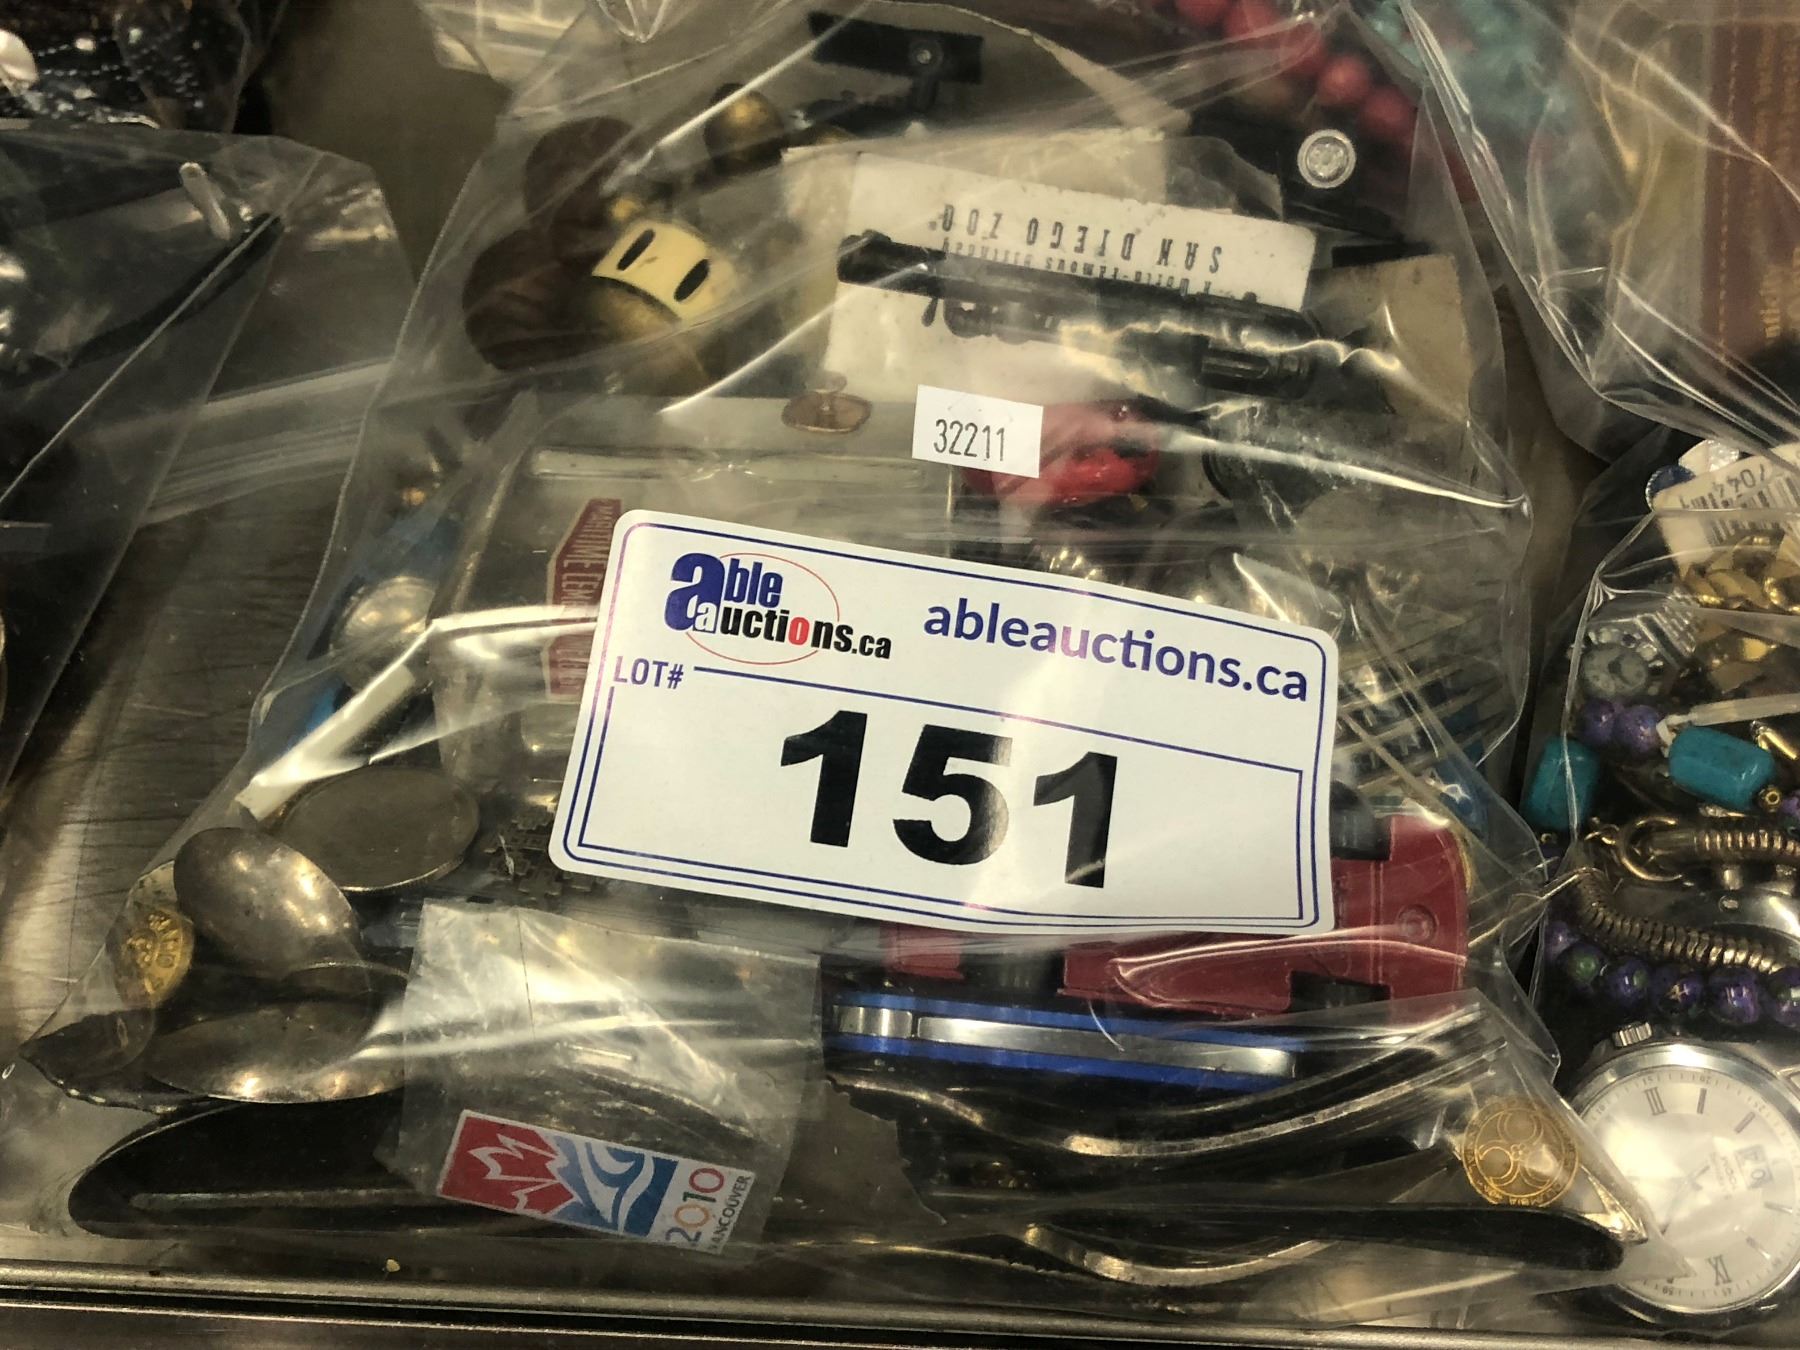 SAN DIEGO ZOO
32211
able auctions.ca
ableauctions.ca
LOT#
151
2010
VANCOUVER